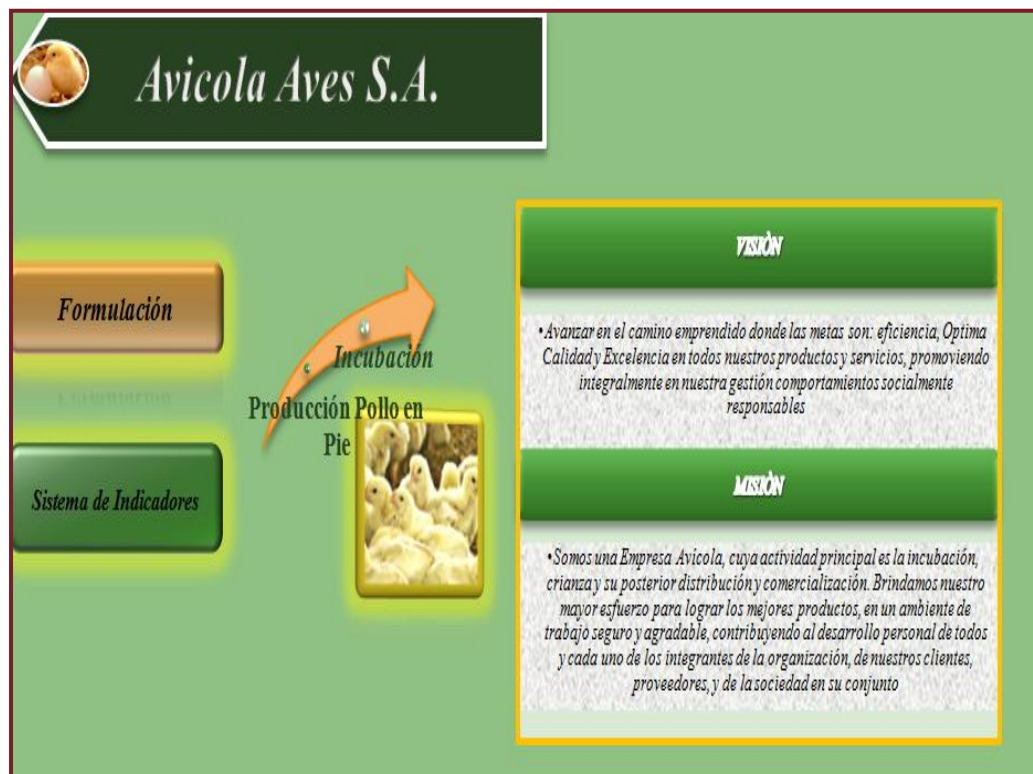 Avicola Aves S.A.
Formulación
Sistema de Indicadores
Incubación
Producción Pollo en
Pie
VISIÒN
•Avanzar en el camino emprendido donde las metas son: eficiencia, Optima
Calidad y Excelencia en todos nuestros productos y servicios, promoviendo
integralmente en nuestra gestión comportamientos socialmente
responsables
MISIÒN
•Somos una Empresa Avícola, cuya actividad principal es la incubación,
crianza y su posterior distribución y comercialización. Brindamos nuestro
mayor esfuerzo para lograr los mejores productos, en un ambiente de
trabajo seguro y agradable, contribuyendo al desarrollo personal de todos
y cada uno de los integrantes de la organización, de nuestros clientes,
proveedores, y de la sociedad en su conjunto